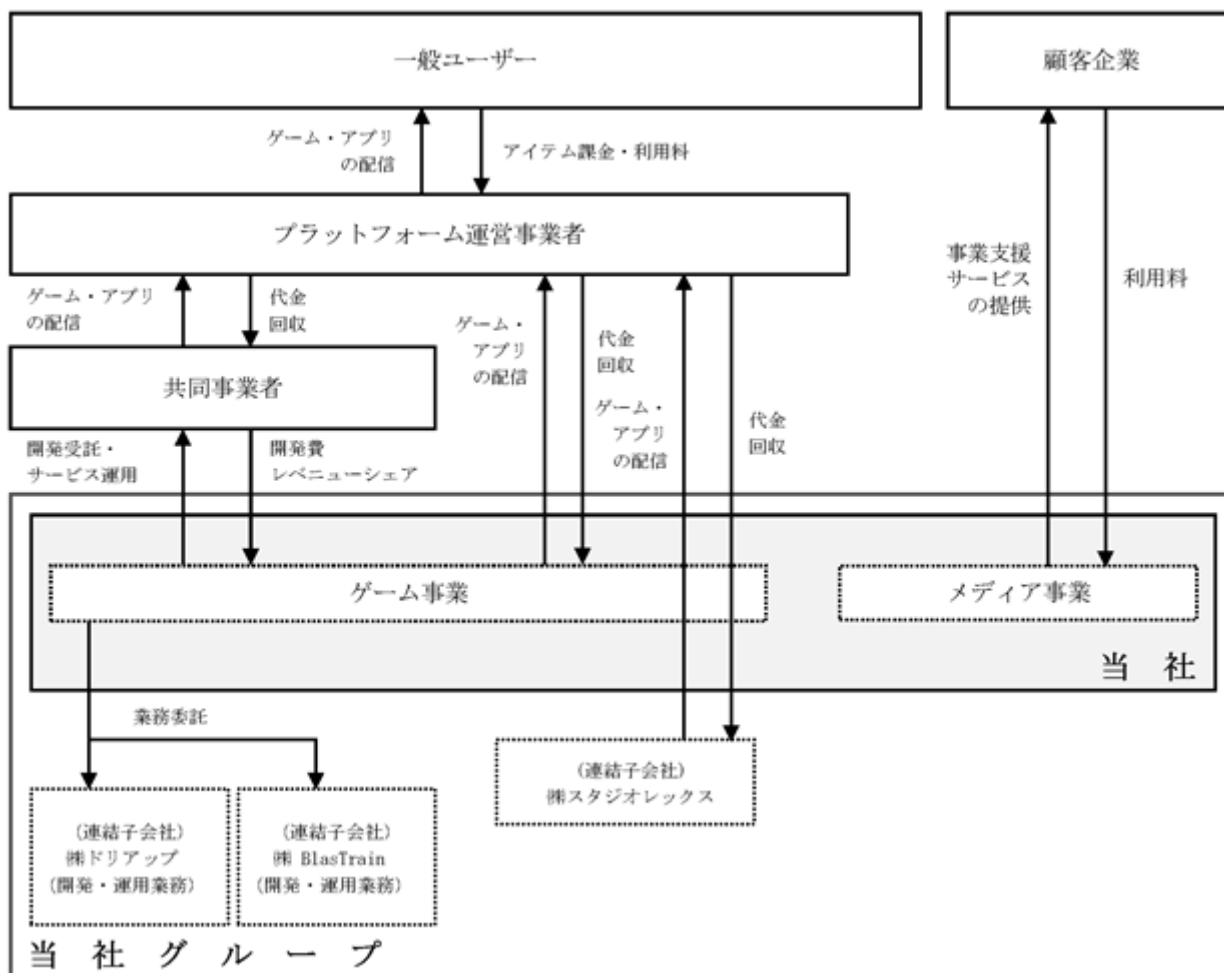 一般ユーザー
顧客企業
ゲーム・アプリ
の配信
アイテム課金・利用料
プラットフォーム運営事業者
事業支援
サービス
の提供
利用料
ゲーム・アプリ
の配信
代金
回収
ゲーム・
アプリ
の配信
代金
回収
共同事業者
ゲーム・
アプリ
の配信
代金
回収
開発受託・
サービス運用
開発費
レベニューシェア
ゲーム事業
メディア事業
当社
業務委託
(連結子会社)
㈱スタジオレックス
(連結子会社)
㈱ドリアップ
(開発・運用業務)
(連結子会社)
㈱ BlasTrain
(開発・運用業務)
当社グループ